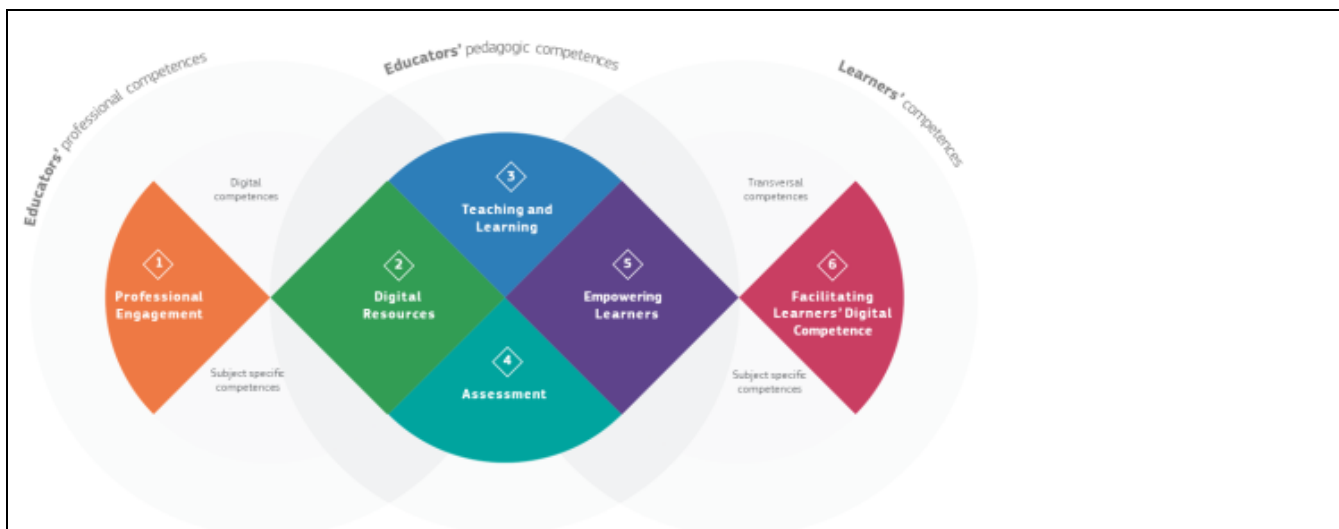 Educators' professional competences
Educators' pedagogic competences
Learners' competences
Digital
competences
Transversal
competences
1
Professional
Engagement
2
Digital
Resources
3
Teaching and
Learning
4
Assessment
5
Empowering
Learners
6
Facilitating
Learners' Digital
Competence
Subject specific
competences
Subject specific
competences